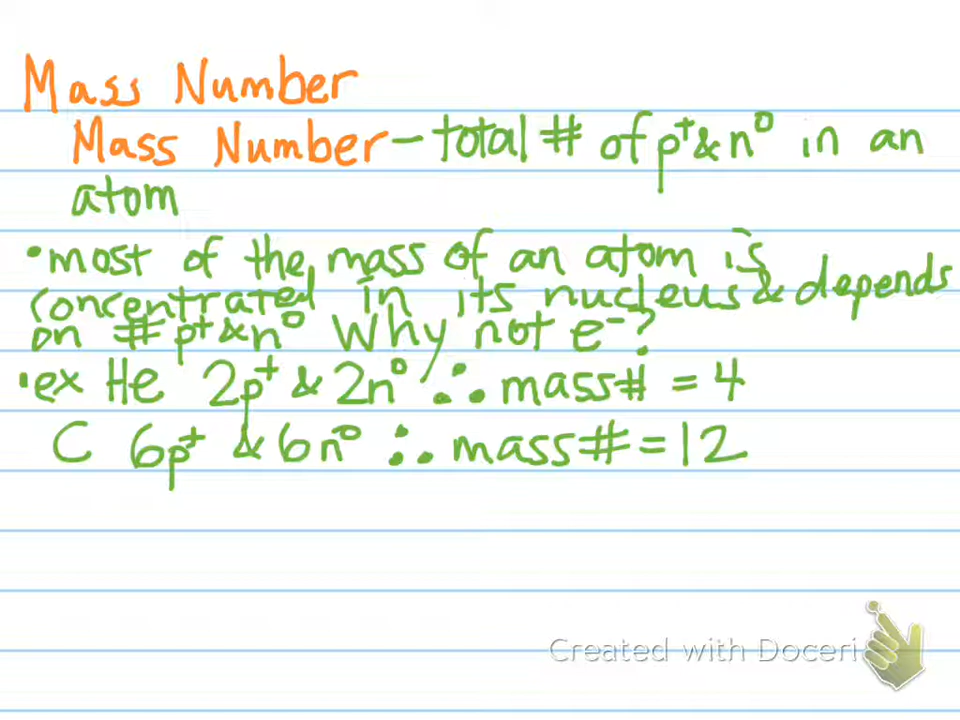 Mass Number
Mass Number - total # of p⁺ & n⁰ in an
atom
• most of the mass of an atom is
concentrated in its nucleus & depends
on # p⁺ & n⁰ Why not e⁻?
• ex He 2p⁺ & 2n⁰ ∴ mass# = 4
C 6p⁺ & 6n⁰ ∴ mass# = 12
Created with Doceri